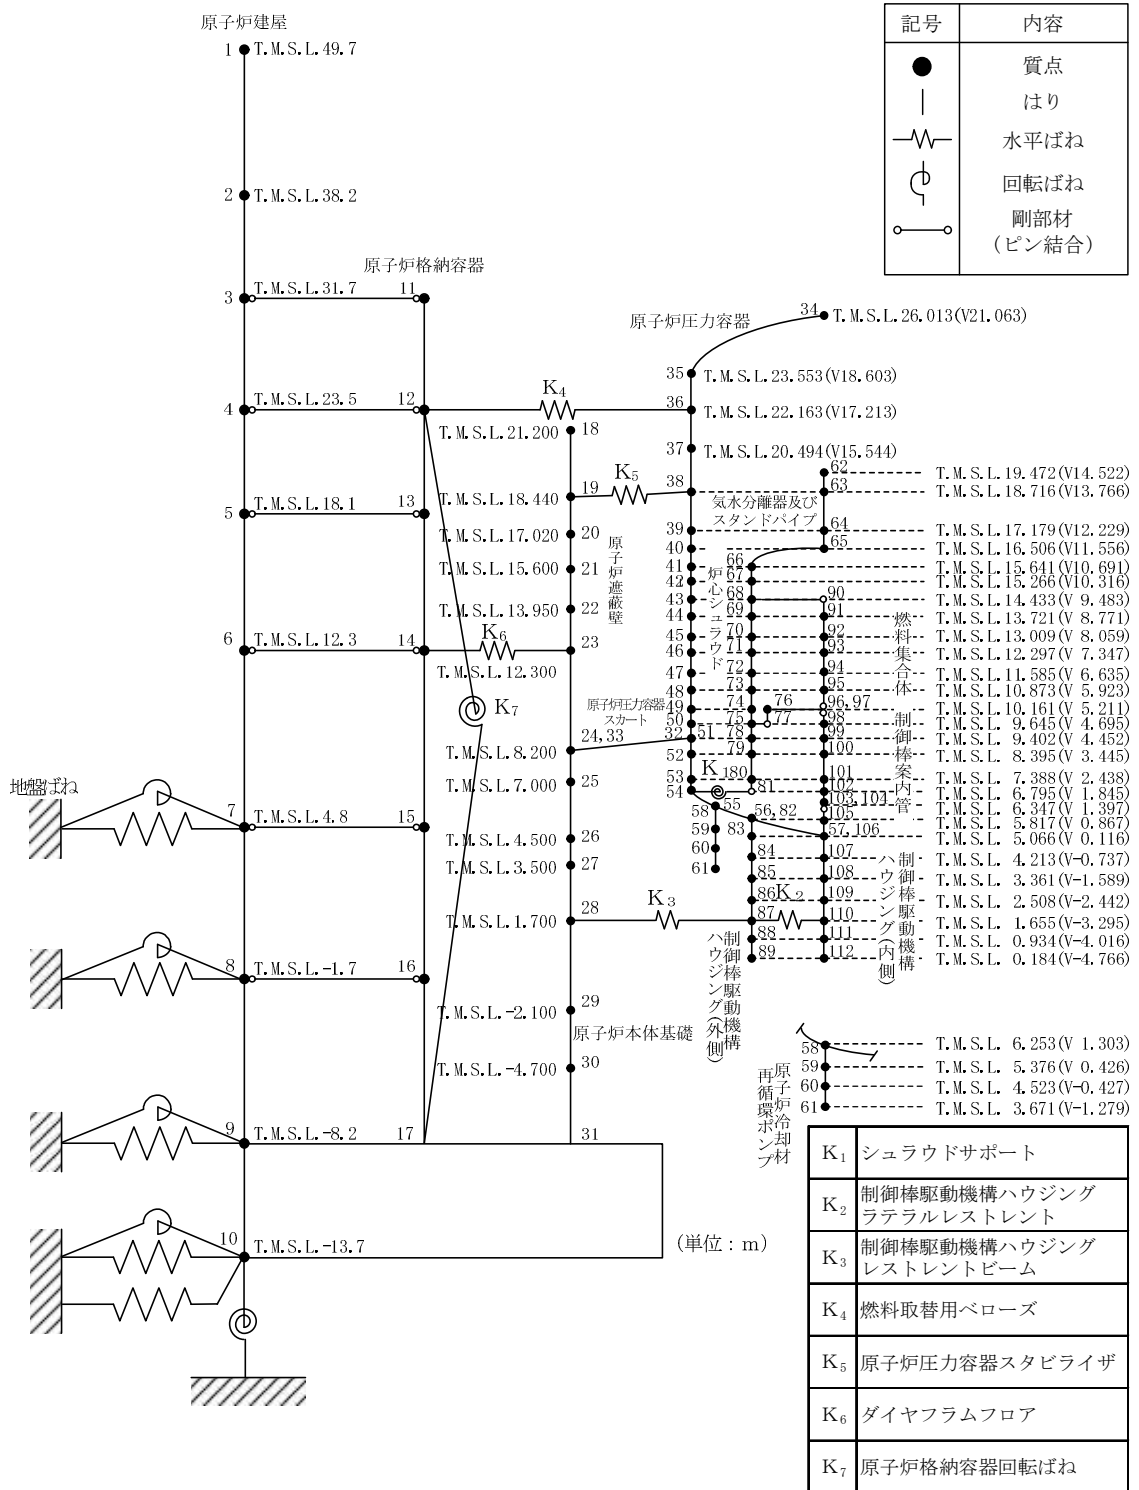 原子炉建屋
1
T.M.S.L.49.7
2
T.M.S.L.38.2
3
T.M.S.L.31.7
4
T.M.S.L.23.5
5
T.M.S.L.18.1
6
T.M.S.L.12.3
地盤ばね
7
T.M.S.L.4.8
8
T.M.S.L.-1.7
9
T.M.S.L.-8.2
10
T.M.S.L.-13.7
原子炉格納容器
11
12
13
14
15
16
17
K₄
K₅
K₆
K₇
K₃
K₂
K₁
T.M.S.L.21.200
18
T.M.S.L.18.440
19
T.M.S.L.17.020
20
T.M.S.L.15.600
21
T.M.S.L.13.950
22
23
T.M.S.L.12.300
原子炉遮蔽壁
原子炉圧力容器
スカート
24,33
T.M.S.L.8.200
T.M.S.L.7.000
25
T.M.S.L.4.500
26
T.M.S.L.3.500
27
T.M.S.L.1.700
28
T.M.S.L.-2.100
29
原子炉本体基礎
T.M.S.L.-4.700
30
31
(単位：m)
原子炉圧力容器
34
T.M.S.L.26.013(V21.063)
35
T.M.S.L.23.553(V18.603)
36
T.M.S.L.22.163(V17.213)
37
T.M.S.L.20.494(V15.544)
38
39
40
41
42
43
44
45
46
47
48
49
50
32
51
52
53
54
55
56,82
57,106
58
59
60
61
気水分離器及び
スタンドパイプ
62
63
64
65
炉心シュラウド
66
67
68
69
70
71
72
73
74
75
76
77
78
79
80
81
83
84
85
86
87
88
89
燃料集合体
90
91
92
93
94
95
96,97
制御棒案内管
98
99
100
101
102
103,104
105
107
108
109
110
111
112
制御棒駆動機構
ハウジング(内側)
制御棒駆動機構
ハウジング(外側)
T.M.S.L.19.472(V14.522)
T.M.S.L.18.716(V13.766)
T.M.S.L.17.179(V12.229)
T.M.S.L.16.506(V11.556)
T.M.S.L.15.641(V10.691)
T.M.S.L.15.266(V10.316)
T.M.S.L.14.433(V 9.483)
T.M.S.L.13.721(V 8.771)
T.M.S.L.13.009(V 8.059)
T.M.S.L.12.297(V 7.347)
T.M.S.L.11.585(V 6.635)
T.M.S.L.10.873(V 5.923)
T.M.S.L.10.161(V 5.211)
T.M.S.L. 9.645(V 4.695)
T.M.S.L. 9.402(V 4.452)
T.M.S.L. 8.395(V 3.445)
T.M.S.L. 7.388(V 2.438)
T.M.S.L. 6.795(V 1.845)
T.M.S.L. 6.347(V 1.397)
T.M.S.L. 5.817(V 0.867)
T.M.S.L. 5.066(V 0.116)
T.M.S.L. 4.213(V-0.737)
T.M.S.L. 3.361(V-1.589)
T.M.S.L. 2.508(V-2.442)
T.M.S.L. 1.655(V-3.295)
T.M.S.L. 0.934(V-4.016)
T.M.S.L. 0.184(V-4.766)
原子炉冷却材
再循環ポンプ
58
T.M.S.L. 6.253(V 1.303)
59
T.M.S.L. 5.376(V 0.426)
60
T.M.S.L. 4.523(V-0.427)
61
T.M.S.L. 3.671(V-1.279)
記号 内容
質点
はり
水平ばね
回転ばね
剛部材
(ピン結合)
K₁ シュラウドサポート
K₂ 制御棒駆動機構ハウジング
ラテラルレストレント
K₃ 制御棒駆動機構ハウジング
レストレントビーム
K₄ 燃料取替用ベローズ
K₅ 原子炉圧力容器スタビライザ
K₆ ダイヤフラムフロア
K₇ 原子炉格納容器回転ばね